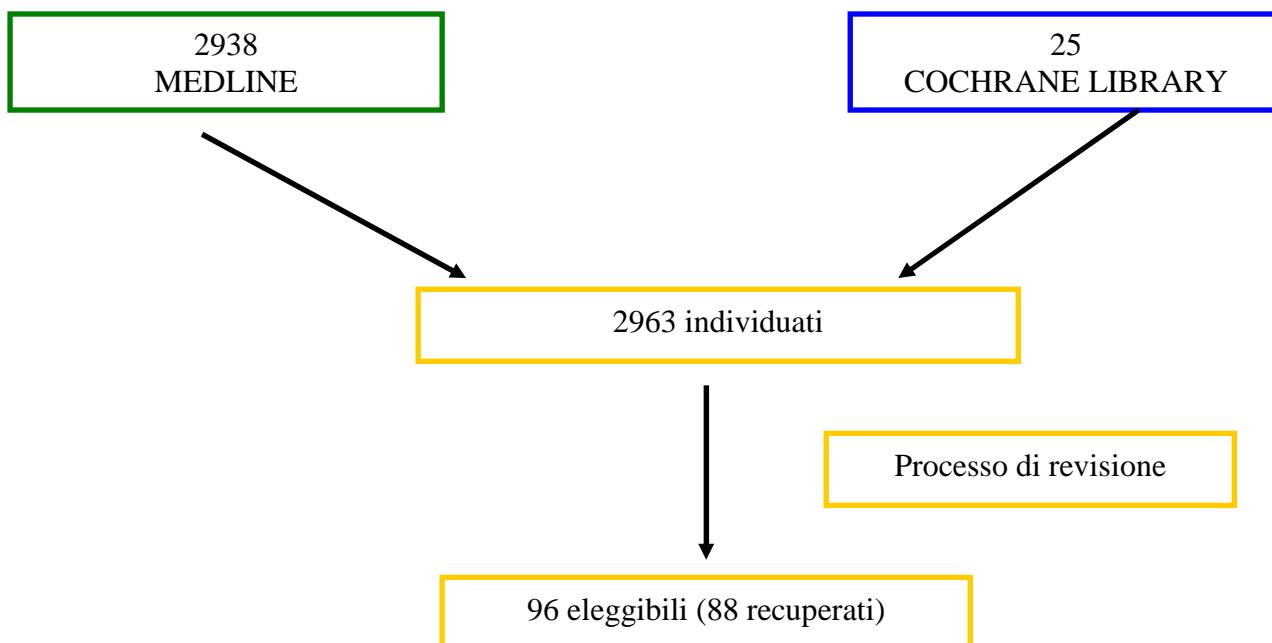 2938
MEDLINE
25
COCHRANE LIBRARY
2963 individuati
Processo di revisione
96 eleggibili (88 recuperati)